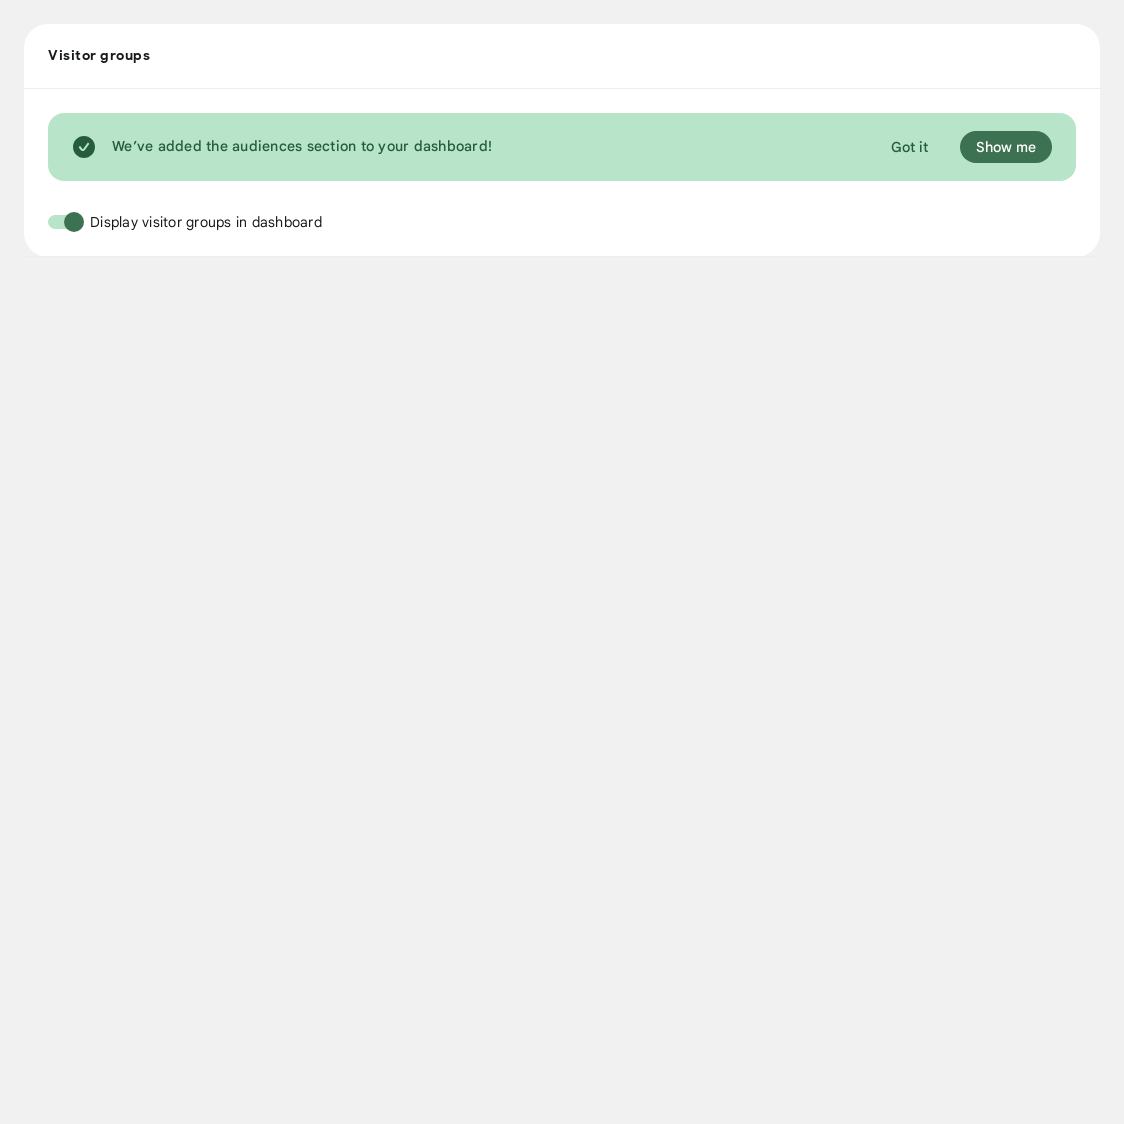 Visitor groups
We’ve added the audiences section to your dashboard!
Got it
Show me
Display visitor groups in dashboard